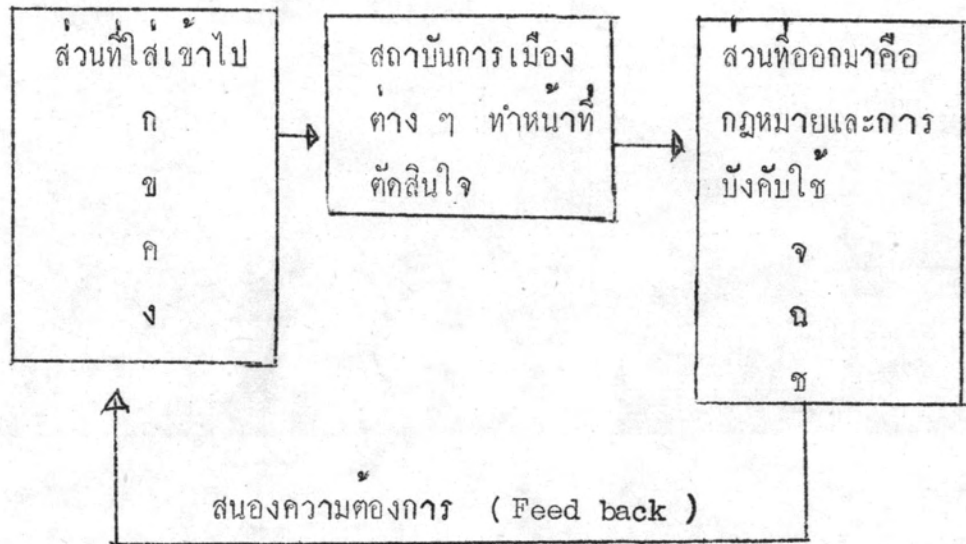 ส่วนที่ใส่เข้าไป
ก
ข
ค
ง
สถาบันการเมือง
ต่าง ๆ ทำหน้าที่
ตัดสินใจ
ส่วนที่ออกมาคือ
กฎหมายและการ
บังคับใช้
จ
ฉ
ช
สนองความต้องการ ( Feed back )